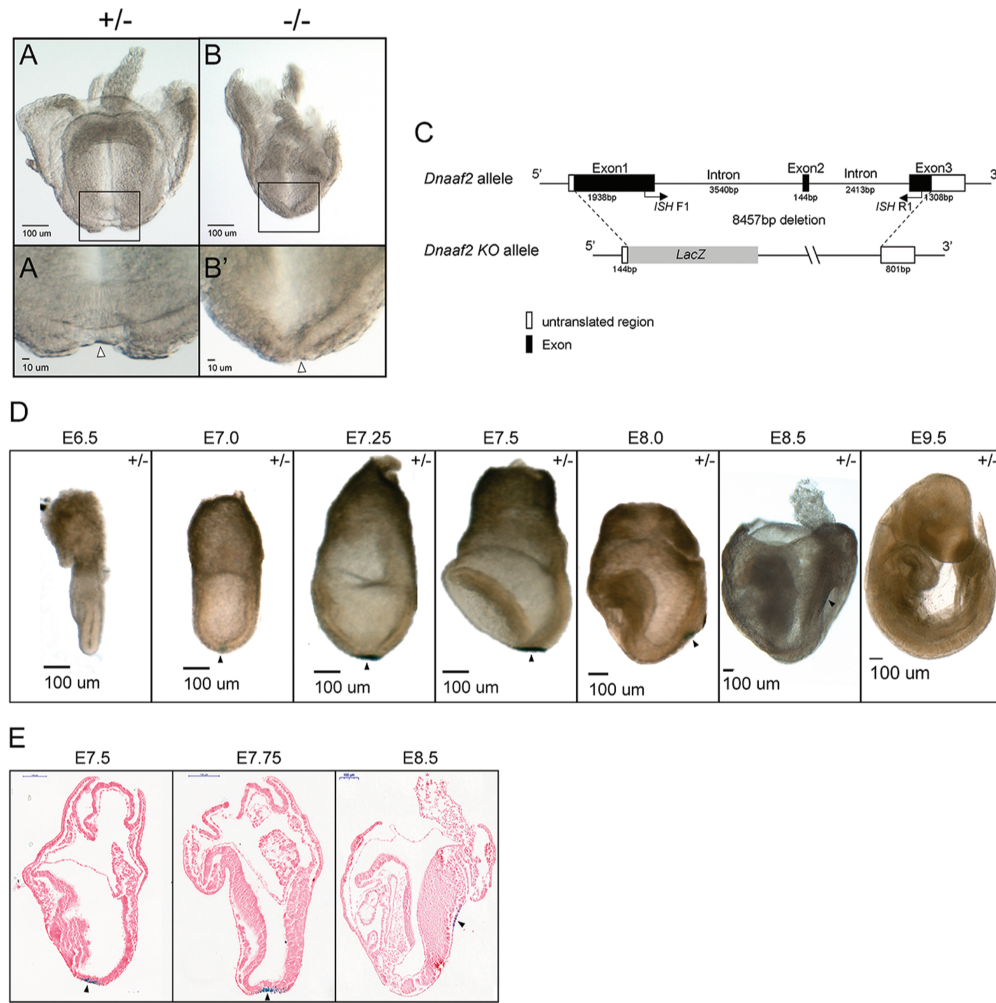 +/- -/-
A B
100 um 100 um
A B'
10 um 10 um
C
5' Exon1 Intron Exon2 Intron Exon3 3'
Dnaaf2 allele
1938bp 3540bp 144bp 2413bp 1308bp
ISH F1 ISH R1
8457bp deletion
5' 3'
Dnaaf2 KO allele LacZ
144bp 801bp
untranslated region
Exon
D
E6.5 E7.0 E7.25 E7.5 E8.0 E8.5 E9.5
+/- +/- +/- +/- +/- +/- +/-
100 um 100 um 100 um 100 um 100 um 100 um 100 um
E
E7.5 E7.75 E8.5